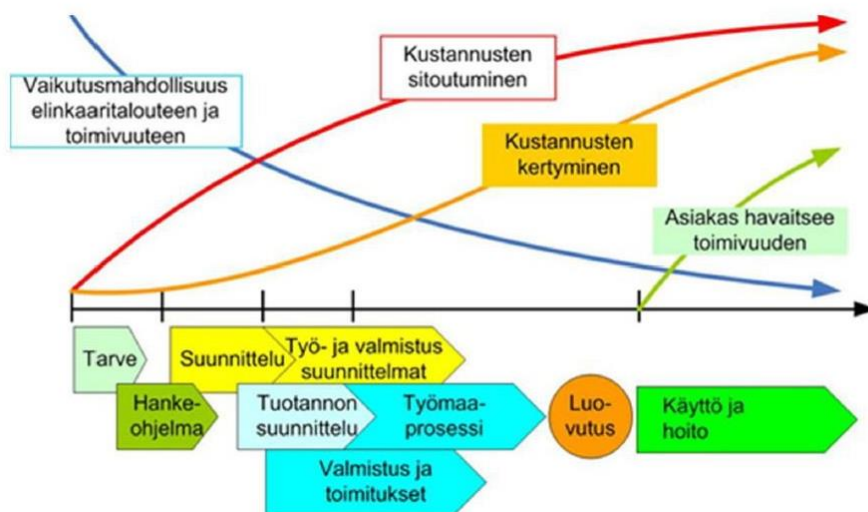 Kustannusten
sitoutuminen
Vaikutusmahdollisuus
elinkaaritalouteen ja
toimivuuteen
Kustannusten
kertyminen
Asiakas havaitsee
toimivuuden
Tarve
Suunnittelu
Työ- ja valmistus
suunnittelmat
Hanke-
ohjelma
Tuotannon
suunnittelu
Työmaa-
prosessi
Luo-
vutus
Käyttö ja
hoito
Valmistus ja
toimitukset